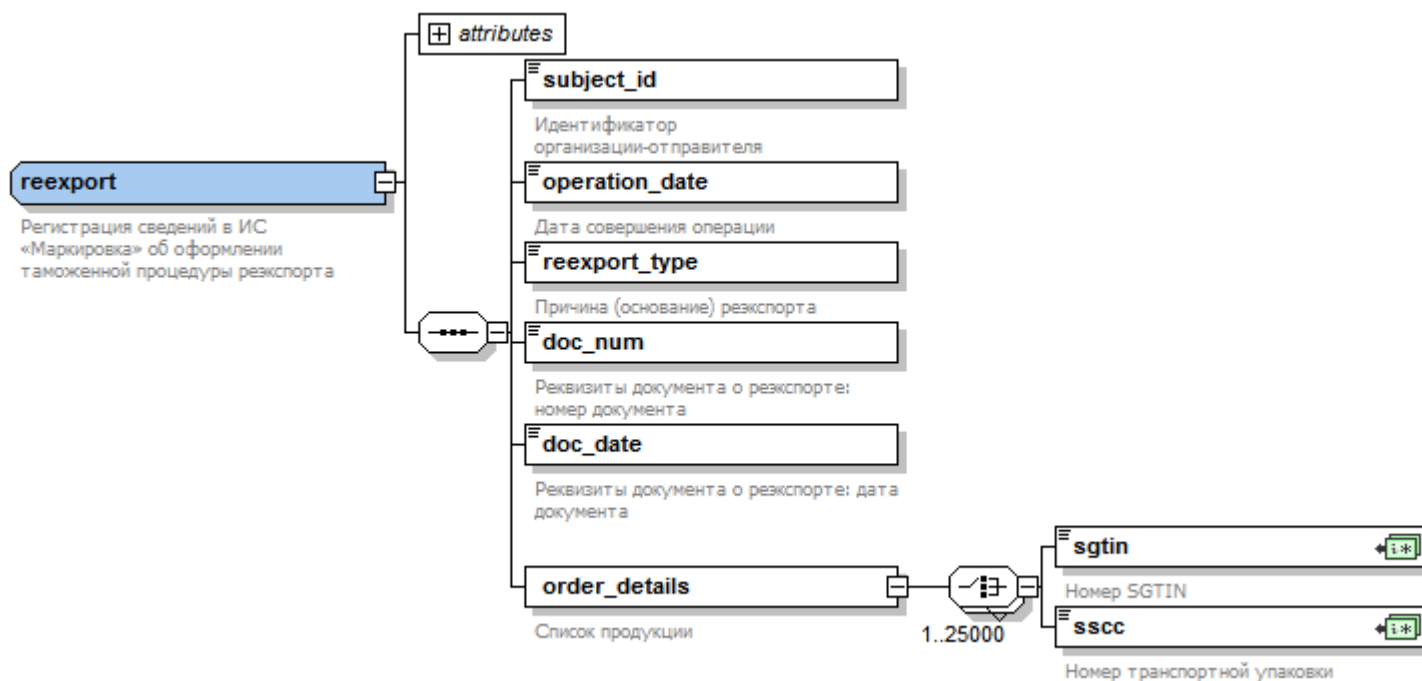 attributes
subject_id
Идентификатор
организации-отправителя
reexport
Регистрация сведений в ИС
«Маркировка» об оформлении
таможенной процедуры реэкспорта
operation_date
Дата совершения операции
reexport_type
Причина (основание) реэкспорта
doc_num
Реквизиты документа о реэкспорте:
номер документа
doc_date
Реквизиты документа о реэкспорте: дата
документа
order_details
Список продукции
1..25000
sgtin
Номер SGTIN
sscc
Номер транспортной упаковки